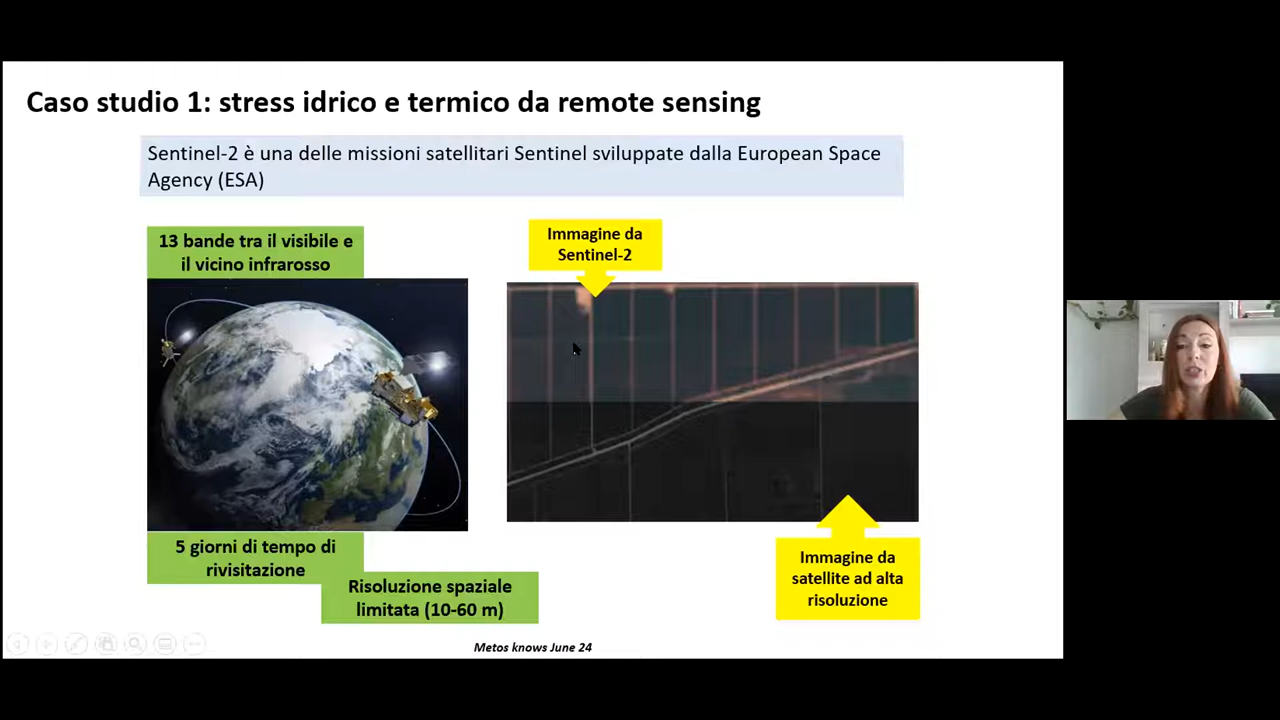 Caso studio 1: stress idrico e termico da remote sensing
Sentinel-2 è una delle missioni satellitari Sentinel sviluppate dalla European Space
Agency (ESA)
13 bande tra il visibile e
il vicino infrarosso
Immagine da
Sentinel-2
5 giorni di tempo di
rivisitazione
Risoluzione spaziale
limitata (10-60 m)
Immagine da
satellite ad alta
risoluzione
Metos knows June 24